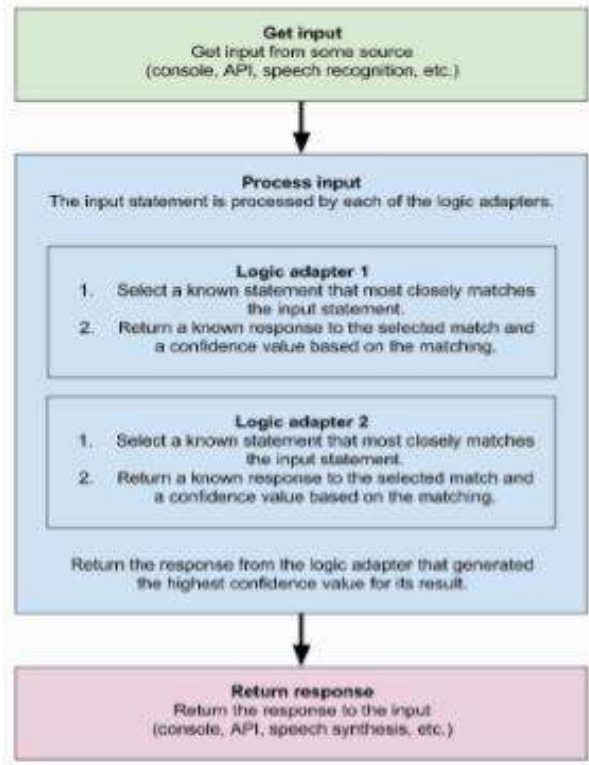 Get input
Get input from some source
(console, API, speech recognition, etc.)
Process input
The input statement is processed by each of the logic adapters.
Logic adapter 1
1. Select a known statement that most closely matches
the input statement.
2. Return a known response to the selected match and
a confidence value based on the matching.
Logic adapter 2
1. Select a known statement that most closely matches
the input statement.
2. Return a known response to the selected match and
a confidence value based on the matching.
Return the response from the logic adapter that generated
the highest confidence value for its result.
Return response
Return the response to the input
(console, API, speech synthesis, etc.)